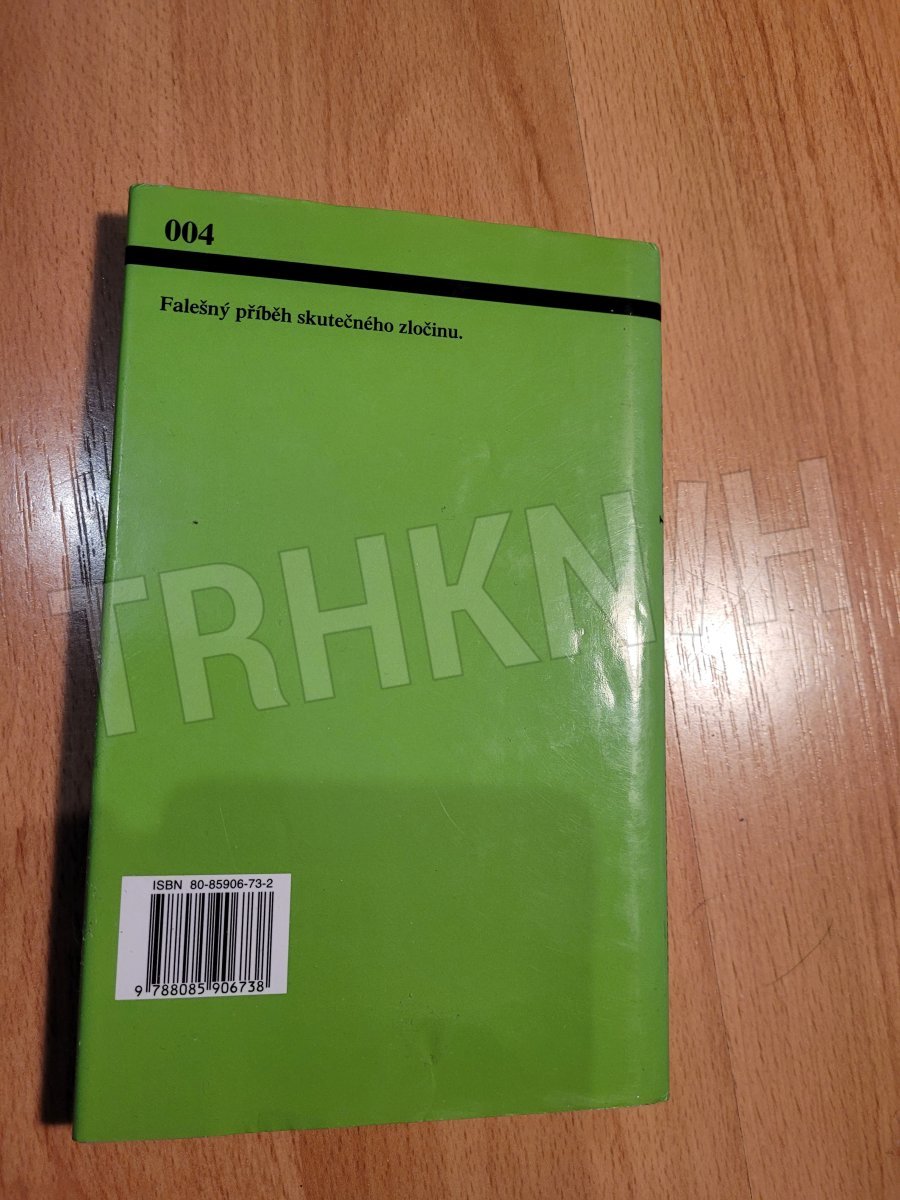 004
Falešný příběh skutečného zločinu.
TRHKNIH
ISBN 80-85906-73-2
9 788085 906738